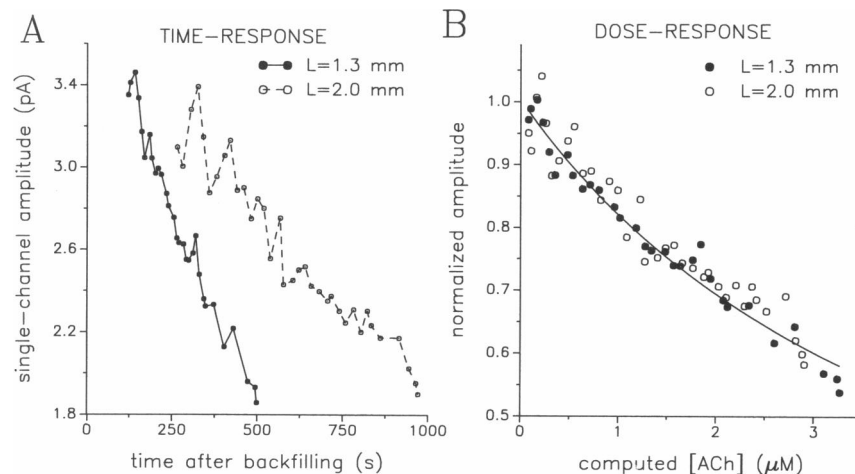 A
TIME-RESPONSE
L=1.3 mm
L=2.0 mm
single-channel amplitude (pA)
3.4
3.0
2.6
2.2
1.8
0
250
500
750
1000
time after backfilling (s)
B
DOSE-RESPONSE
L=1.3 mm
L=2.0 mm
normalized amplitude
1.0
0.9
0.8
0.7
0.6
0.5
0
1
2
3
computed [ACh] (μM)